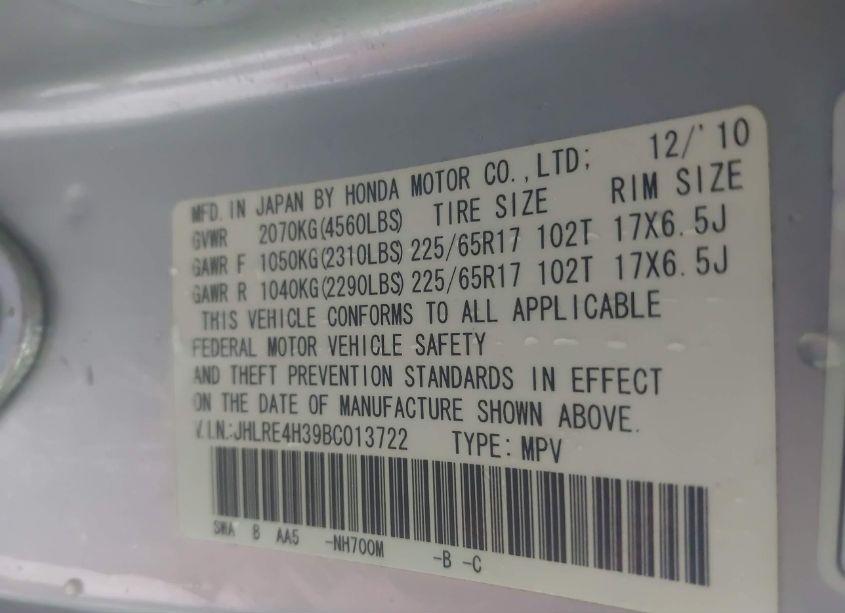 MFD. IN JAPAN BY HONDA MOTOR CO., LTD; 12/'10
GVWR 2070KG(4560LBS) TIRE SIZE RIM SIZE
GAWR F 1050KG(2310LBS) 225/65R17 102T 17X6.5J
GAWR R 1040KG(2290LBS) 225/65R17 102T 17X6.5J
THIS VEHICLE CONFORMS TO ALL APPLICABLE
FEDERAL MOTOR VEHICLE SAFETY
AND THEFT PREVENTION STANDARDS IN EFFECT
ON THE DATE OF MANUFACTURE SHOWN ABOVE.
V.I.N.:JHLRE4H39BC013722 TYPE: MPV
SWA B AA5 -NH700M -B -C